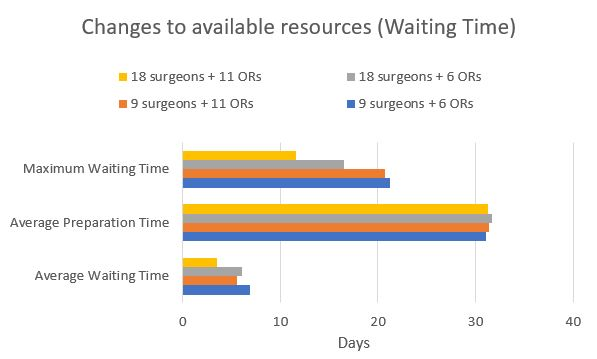 Changes to available resources (Waiting Time)
18 surgeons + 11 ORs
18 surgeons + 6 ORs
9 surgeons + 11 ORs
9 surgeons + 6 ORs
Maximum Waiting Time
Average Preparation Time
Average Waiting Time
0 10 20 30 40
Days